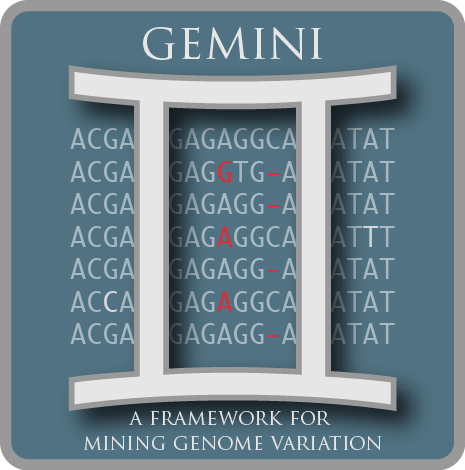 GEMINI
ACGA GAGAGGCA ATAT
ACGA GAGGTG-A ATAT
ACGA GAGAGG-A ATAT
ACGA GAGAGGCA ATTT
ACGA GAGAGG-A ATAT
ACCA GAGAGGCA ATAT
ACGA GAGAGG-A ATAT
A FRAMEWORK FOR
MINING GENOME VARIATION